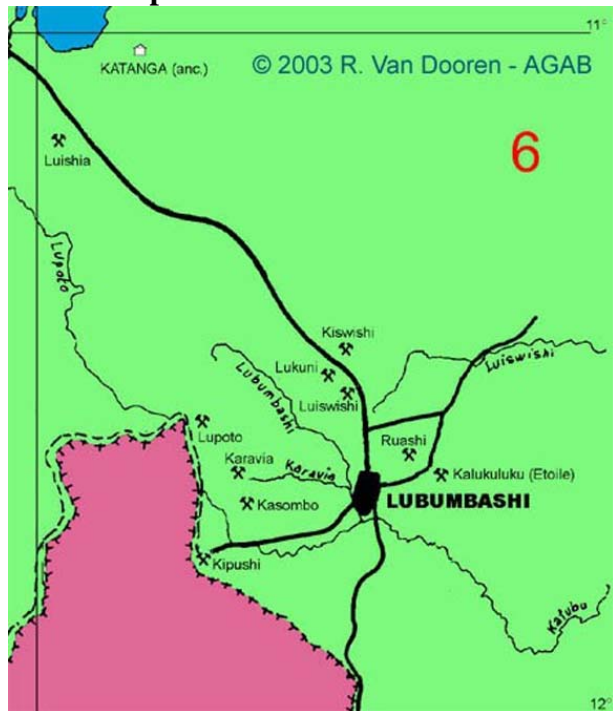 11°
KATANGA (anc.)
© 2003 R. Van Dooren - AGAB
6
Luishia
Lupoto
Kiswishi
Luiswishi
Lukuni
Lubumbashi
Luiswishi
Lupoto
Ruashi
Karavia
Karavia
Kalukuluku (Etoile)
Kasombo
LUBUMBASHI
Kipushi
Kafubu
12°